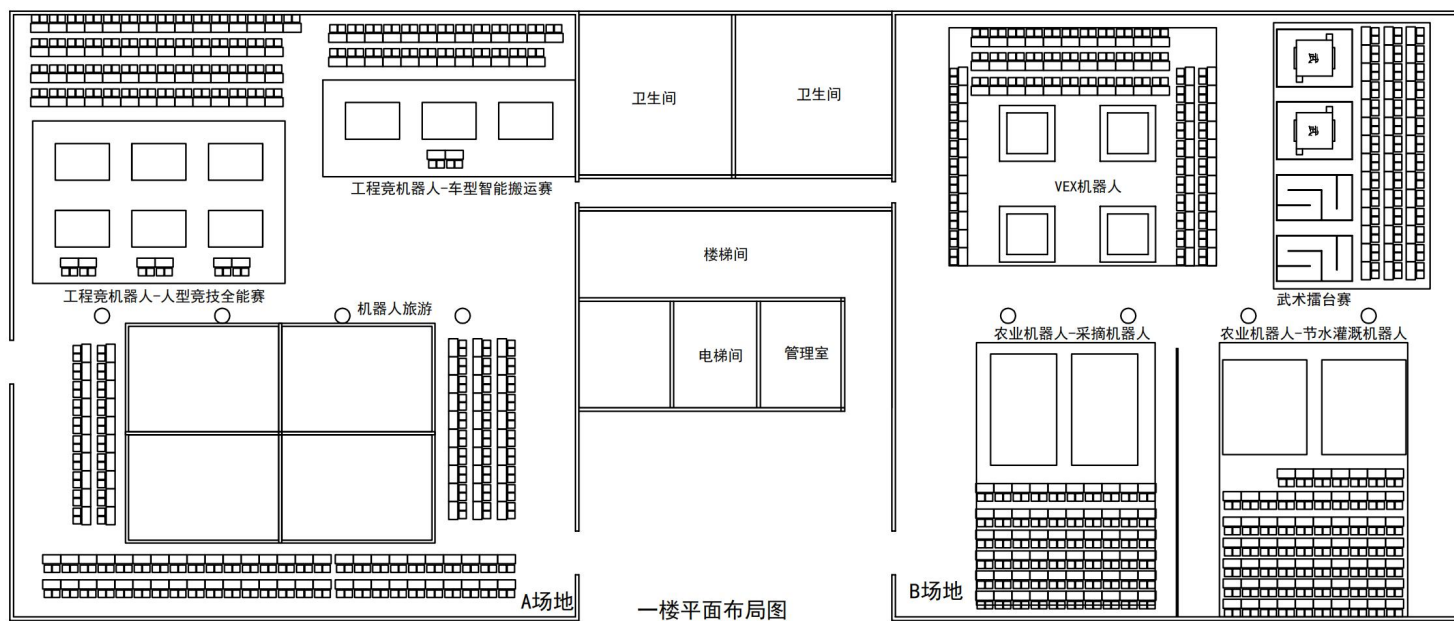 卫生间
卫生间
武
武
工程竞机器人-车型智能搬运赛
VEX机器人
楼梯间
工程竞机器人-人型竞技全能赛
机器人旅游
武术擂台赛
农业机器人-采摘机器人
农业机器人-节水灌溉机器人
电梯间
管理室
A场地
B场地
一楼平面布局图